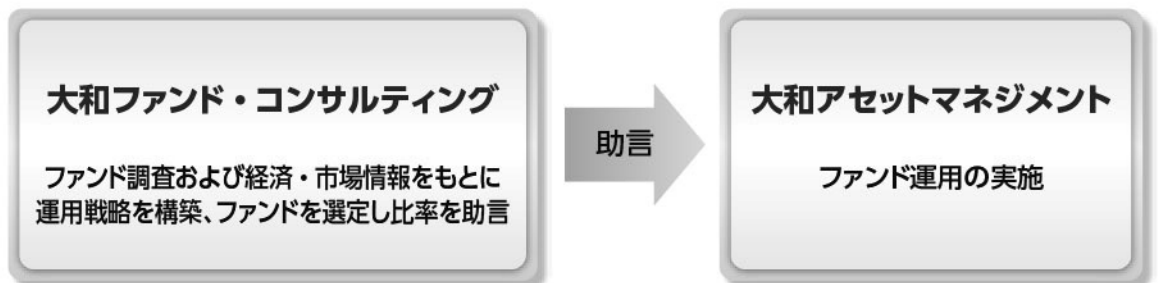 大和ファンド・コンサルティング
ファンド調査および経済・市場情報をもとに
運用戦略を構築、ファンドを選定し比率を助言
助言
大和アセットマネジメント
ファンド運用の実施